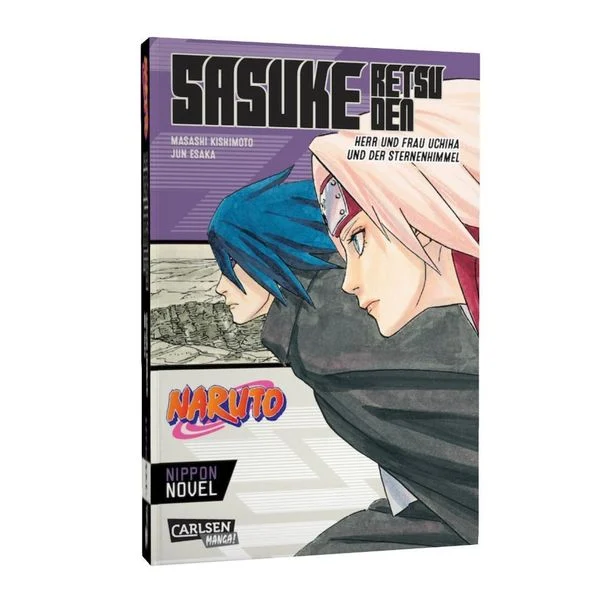 SASUKE
RETSU
DEN
MASASHI KISHIMOTO
JUN ESAKA
HERR UND FRAU UCHIHA
UND DER STERNENHIMMEL
NARUTO
NIPPON
NOVEL
CARLSEN
MANGA!